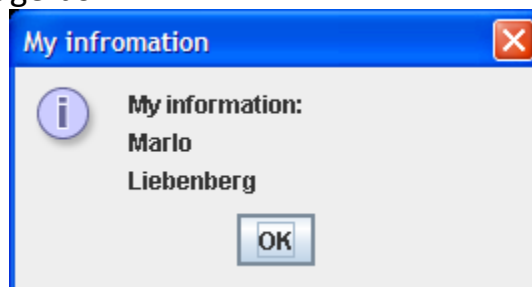 My infromation
My information:
Marlo
Liebenberg
OK